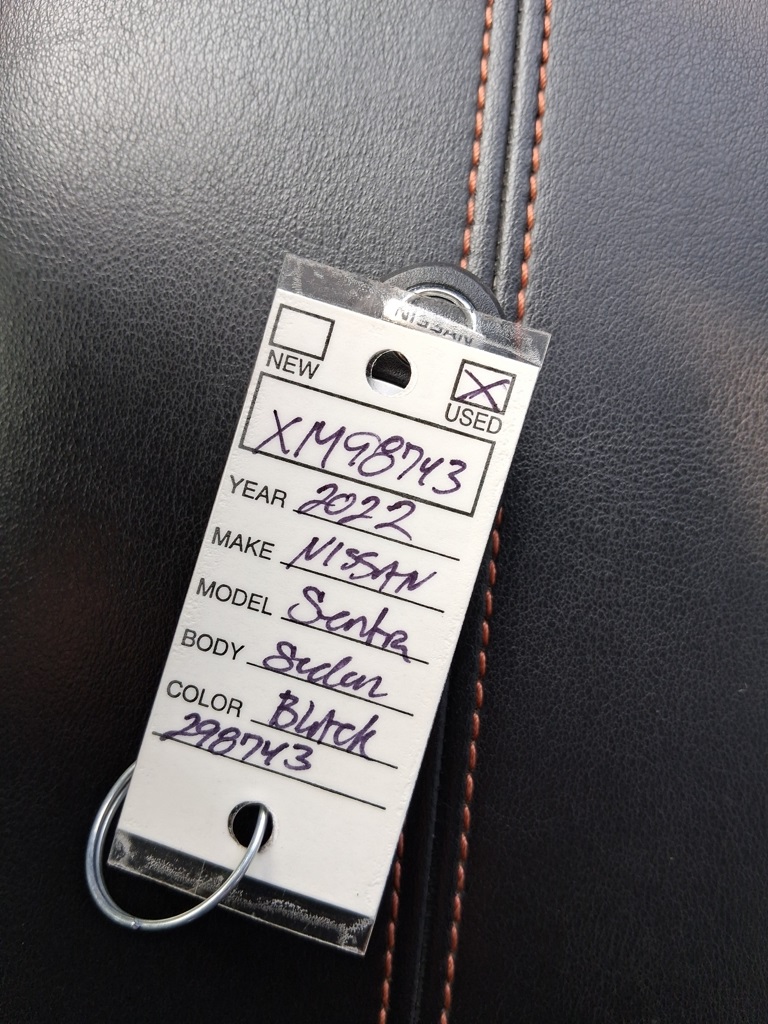 NISSAN
NEW
X USED
XM98743
YEAR 2022
MAKE NISSAN
MODEL Sentra
BODY Sedan
COLOR Black
298743